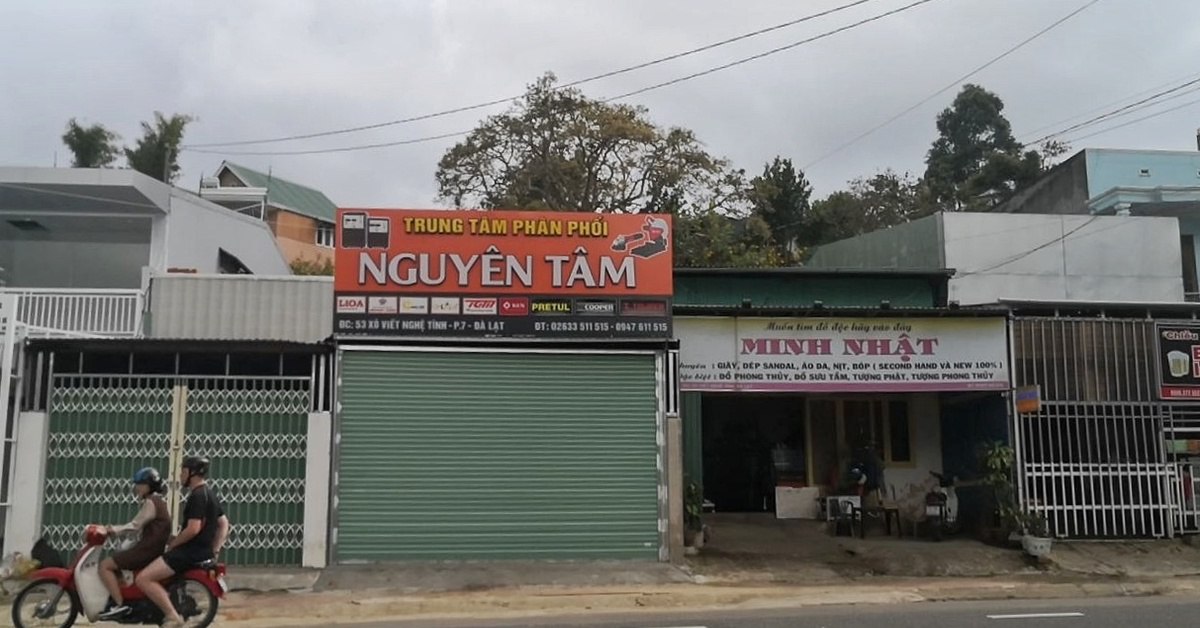 TRUNG TÂM PHÂN PHỐI
NGUYÊN TÂM
LIOA
TGM
KEN
PRETUL
COOPER
ĐC: 53 XÔ VIẾT NGHỆ TĨNH - P.7 - ĐÀ LẠT ĐT: 02633 511 515 - 0947 611 515
Muốn tìm đồ độc hãy vào đây
MINH NHẬT
: GIÀY, DÉP SANDAL, ÁO DA, NỊT, BÓP ( SECOND HAND VÀ NEW 100% )
: ĐỒ PHONG THỦY, ĐỒ SƯU TẦM, TƯỢNG PHẬT, TƯỢNG PHONG THỦY
Chiêu